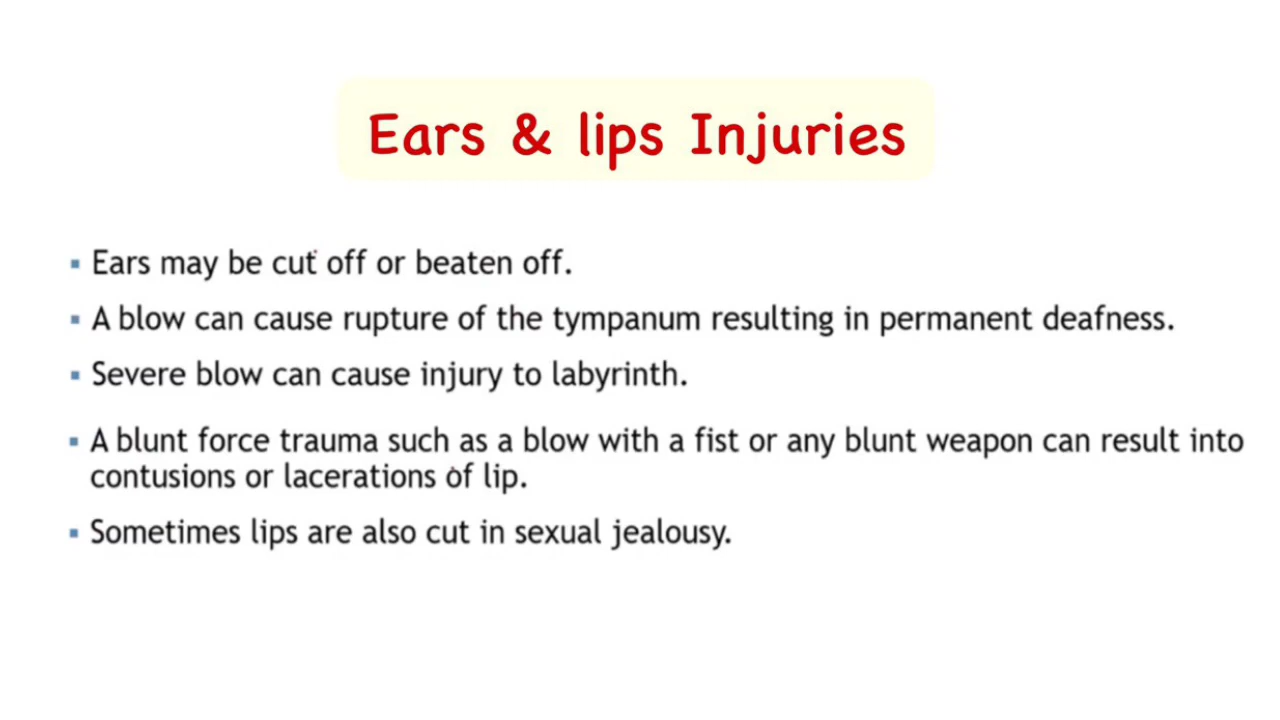 Ears & lips Injuries
▪ Ears may be cut off or beaten off.
▪ A blow can cause rupture of the tympanum resulting in permanent deafness.
▪ Severe blow can cause injury to labyrinth.
▪ A blunt force trauma such as a blow with a fist or any blunt weapon can result into
contusions or lacerations of lip.
▪ Sometimes lips are also cut in sexual jealousy.